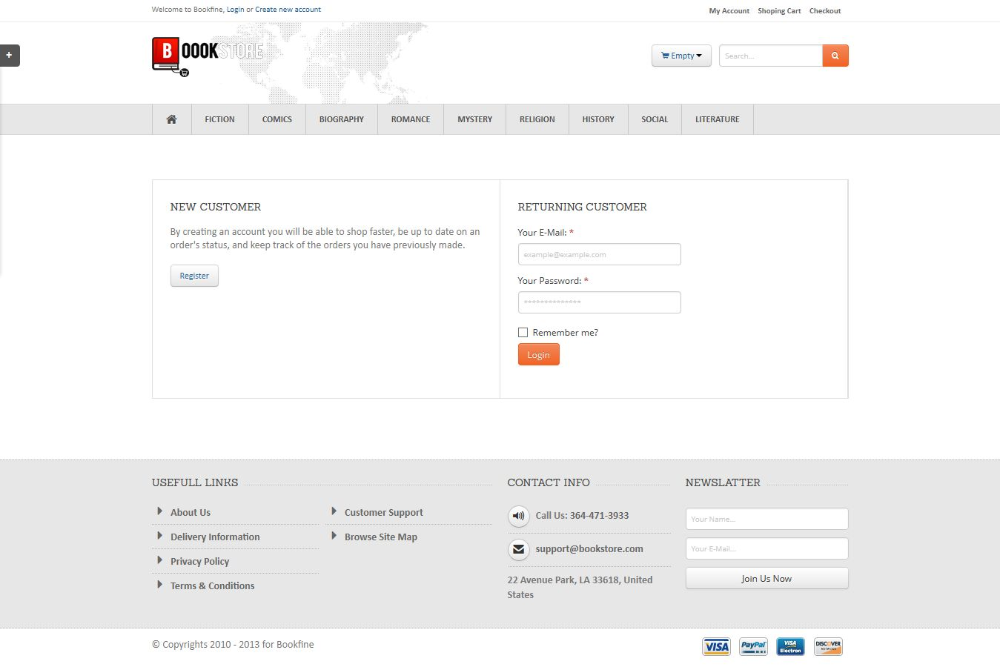 Welcome to Bookfine, Login or Create new account
My Account Shoping Cart Checkout
+
B OOOKSTORE
Empty
Search...
FICTION COMICS BIOGRAPHY ROMANCE MYSTERY RELIGION HISTORY SOCIAL LITERATURE
NEW CUSTOMER
By creating an account you will be able to shop faster, be up to date on an
order's status, and keep track of the orders you have previously made.
Register
RETURNING CUSTOMER
Your E-Mail: *
example@example.com
Your Password: *
**************
Remember me?
Login
USEFULL LINKS
About Us
Delivery Information
Privacy Policy
Terms & Conditions
Customer Support
Browse Site Map
CONTACT INFO
Call Us: 364-471-3933
support@bookstore.com
22 Avenue Park, LA 33618, United
States
NEWSLATTER
Your Name...
Your E-Mail...
Join Us Now
© Copyrights 2010 - 2013 for Bookfine
VISA
PayPal
VISA
Electron
DISCOVER
NETWORK